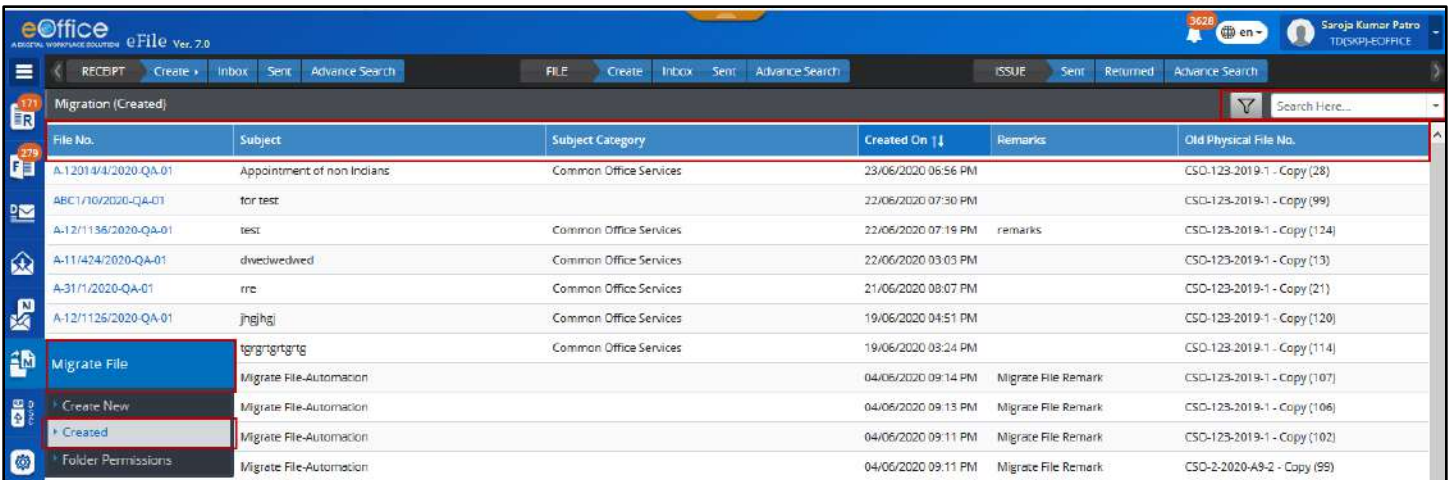 eOffice
A DIGITAL WORKPLACE SOLUTION eFile Ver. 7.0
3628 en Saroja Kumar Patro
TD(SKP)-EOFFICE
RECEIPT Create Inbox Sent Advance Search FILE Create Inbox Sent Advance Search ISSUE Sent Returned Advance Search
171 R Migration (Created) Search Here...
File No. Subject Subject Category Created On Remarks Old Physical File No.
279 F A-12014/4/2020-QA-01 Appointment of non Indians Common Office Services 23/06/2020 06:56 PM CSO-123-2019-1 - Copy (28)
D ABC1/10/2020-QA-01 for test 22/06/2020 07:30 PM CSO-123-2019-1 - Copy (99)
A-12/1136/2020-QA-01 test Common Office Services 22/06/2020 07:19 PM remarks CSO-123-2019-1 - Copy (124)
A-11/424/2020-QA-01 dwedwedwed Common Office Services 22/06/2020 03:03 PM CSO-123-2019-1 - Copy (13)
A-31/1/2020-QA-01 rre Common Office Services 21/06/2020 08:07 PM CSO-123-2019-1 - Copy (21)
N A-12/1126/2020-QA-01 jhgjhgj Common Office Services 19/06/2020 04:51 PM CSO-123-2019-1 - Copy (120)
tgrgrtgrtgrtg Common Office Services 19/06/2020 03:24 PM CSO-123-2019-1 - Copy (114)
M Migrate File
Migrate File-Automation 04/06/2020 09:14 PM Migrate File Remark CSO-123-2019-1 - Copy (107)
DSC Create New Migrate File-Automation 04/06/2020 09:13 PM Migrate File Remark CSO-123-2019-1 - Copy (106)
Created Migrate File-Automation 04/06/2020 09:11 PM Migrate File Remark CSO-123-2019-1 - Copy (102)
Folder Permissions Migrate File-Automation 04/06/2020 09:11 PM Migrate File Remark CSO-2-2020-A9-2 - Copy (99)